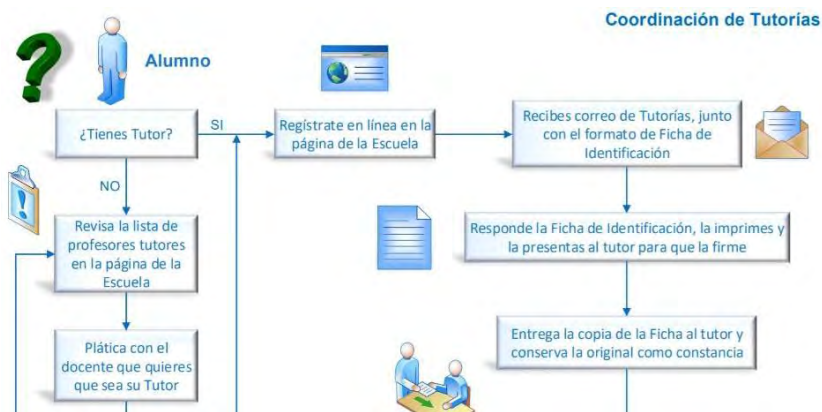 Coordinación de Tutorías
Alumno
¿Tienes Tutor?
SI
Regístrate en línea en la
página de la Escuela
Recibes correo de Tutorías, junto
con el formato de Ficha de
Identificación
NO
Revisa la lista de
profesores tutores
en la página de la
Escuela
Responde la Ficha de Identificación, la imprimes y
la presentas al tutor para que la firme
Plática con el
docente que quieres
que sea su Tutor
Entrega la copia de la Ficha al tutor y
conserva la original como constancia